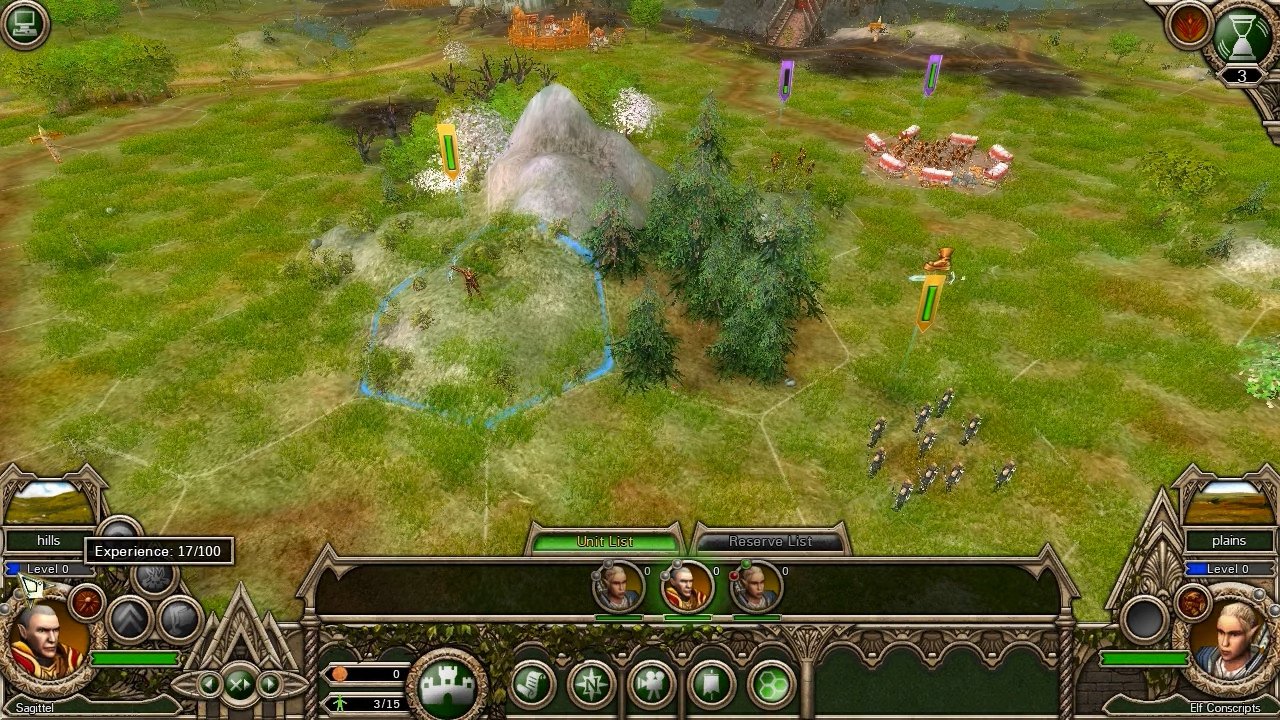 3
hills
Experience: 17/100
Level 0
Unit List
Reserve List
plains
Level 0
0
0
0
0
3/15
Sagittel
Elf Conscripts